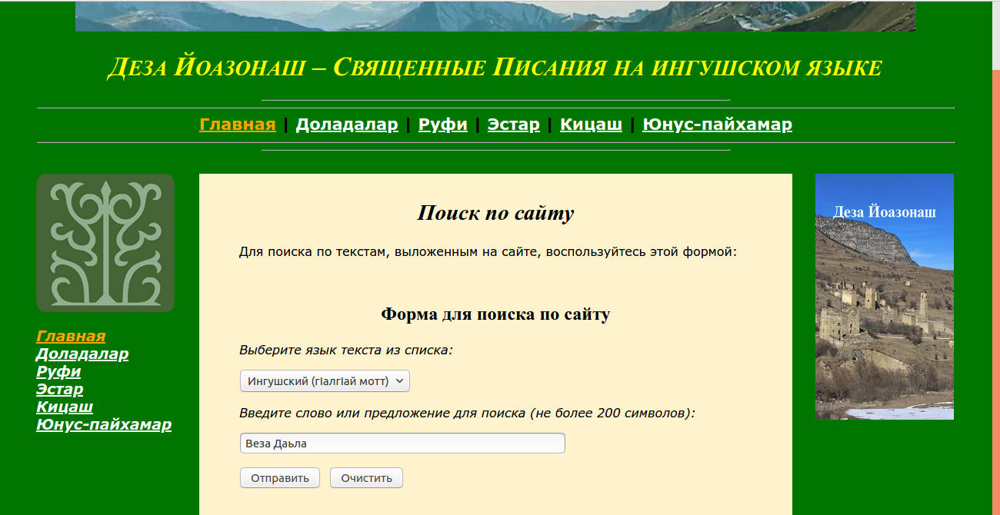 Деза Йоазонаш – Священные Писания на ингушском языке
Главная | Доладалар | Руфи | Эстар | Кицаш | Юнус-пайхамар
Главная
Доладалар
Руфи
Эстар
Кицаш
Юнус-пайхамар
Поиск по сайту
Для поиска по текстам, выложенным на сайте, воспользуйтесь этой формой:
Форма для поиска по сайту
Выберите язык текста из списка:
Ингушский (гӀалгӀай мотт)
Введите слово или предложение для поиска (не более 200 символов):
Веза Даьла
Отправить Очистить
Деза Йоазонаш